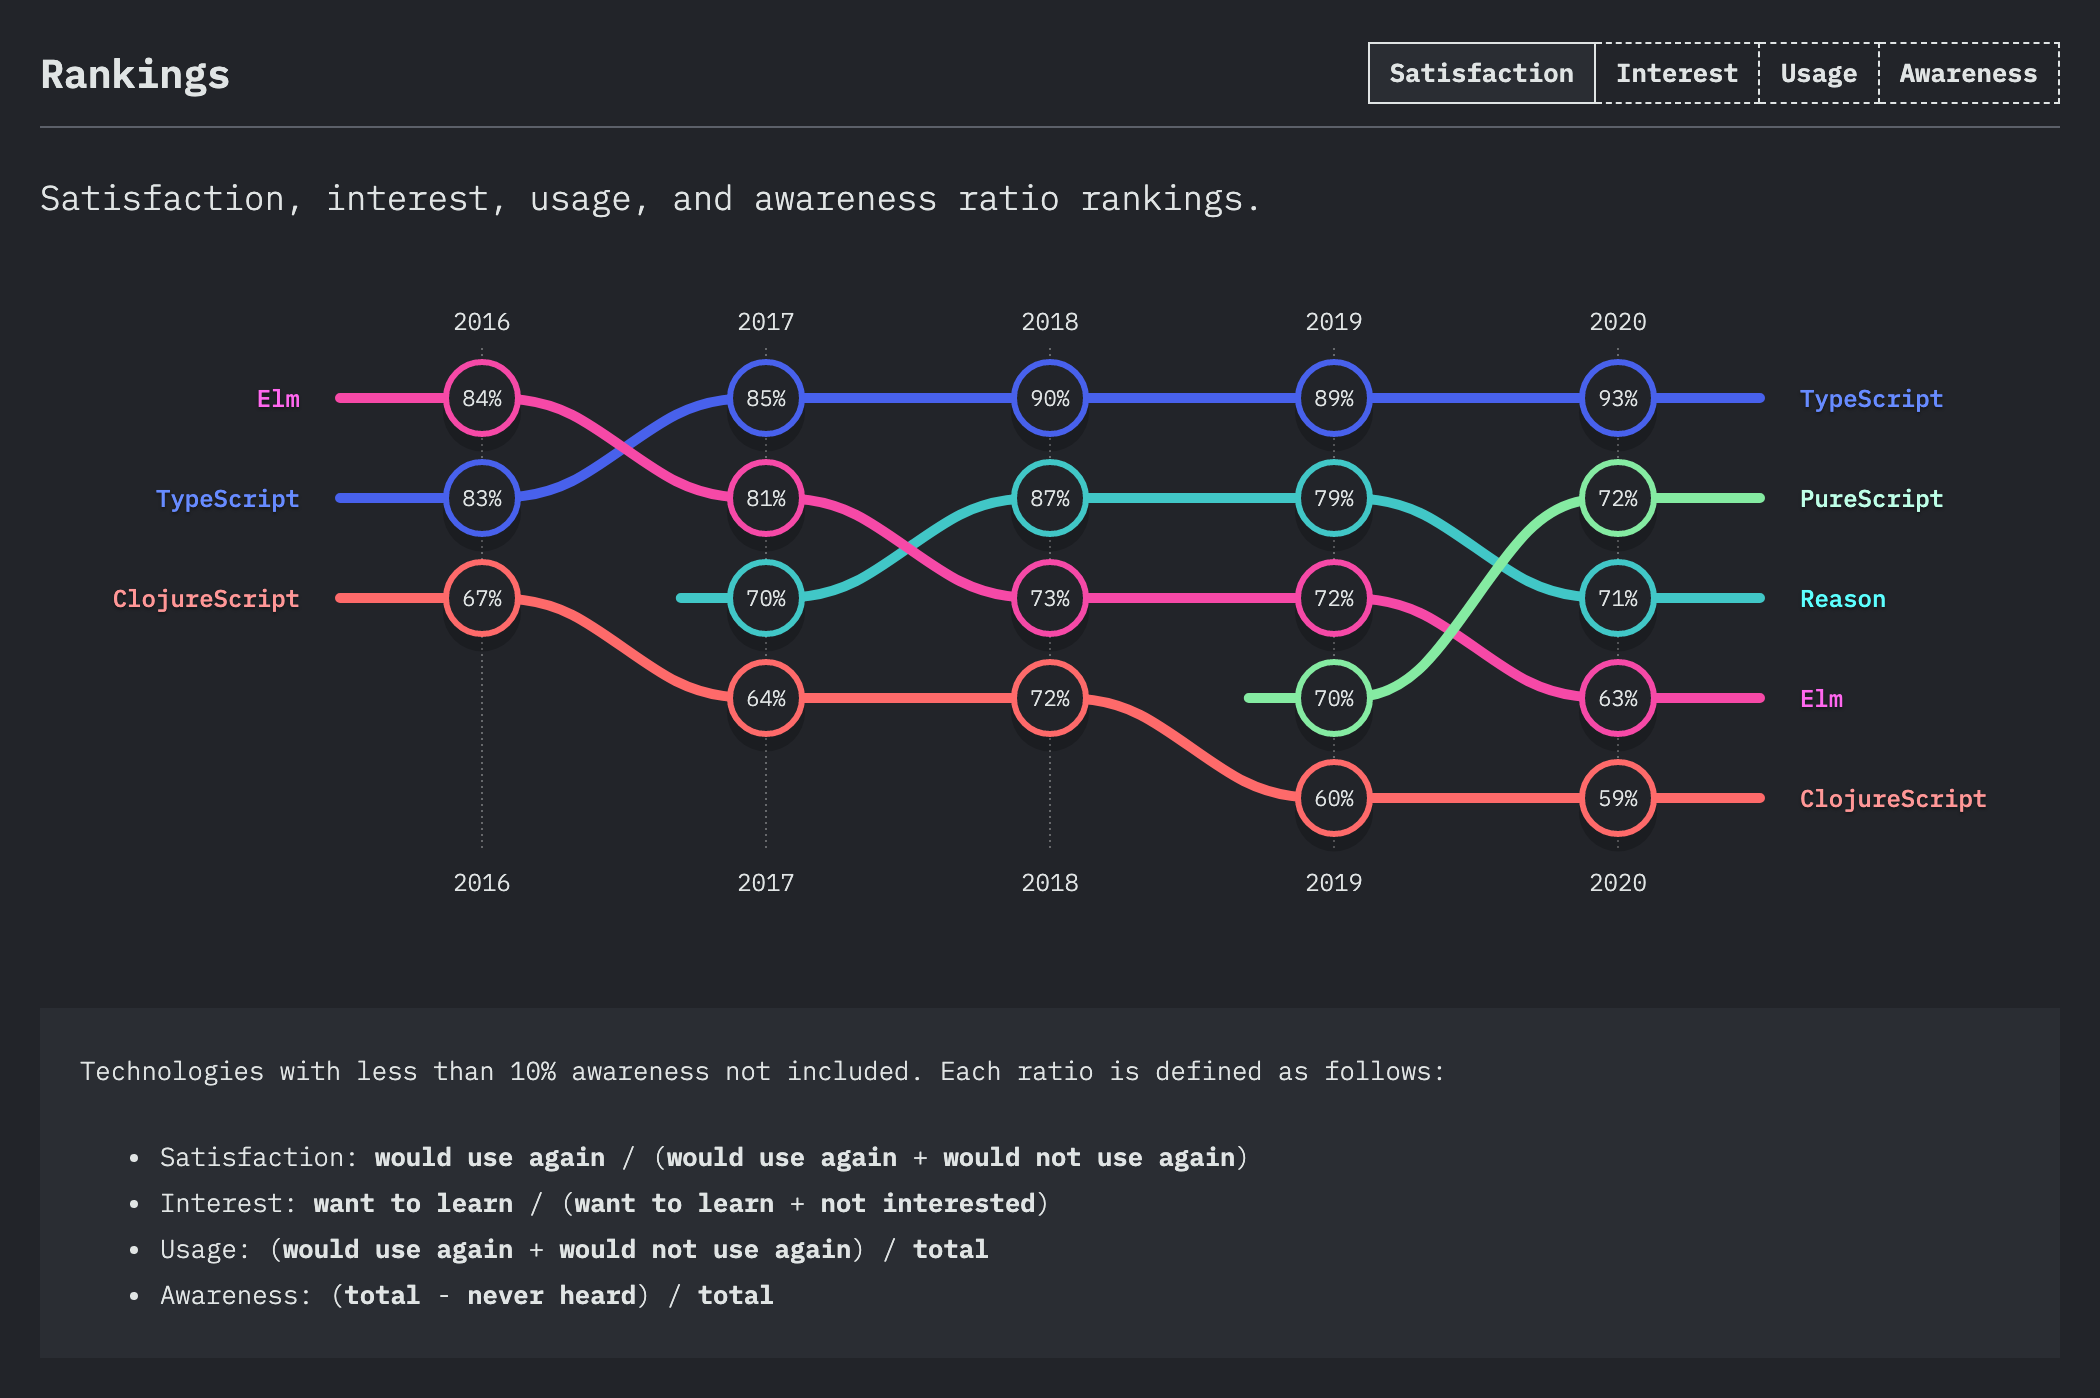 Rankings
Satisfaction Interest Usage Awareness
Satisfaction, interest, usage, and awareness ratio rankings.
2016 2017 2018 2019 2020
Elm 84% 85% 90% 89% 93% TypeScript
TypeScript 83% 81% 87% 79% 72% PureScript
ClojureScript 67% 70% 73% 72% 71% Reason
64% 72% 70% 63% Elm
60% 59% ClojureScript
2016 2017 2018 2019 2020
Technologies with less than 10% awareness not included. Each ratio is defined as follows:
• Satisfaction: would use again / (would use again + would not use again)
• Interest: want to learn / (want to learn + not interested)
• Usage: (would use again + would not use again) / total
• Awareness: (total - never heard) / total